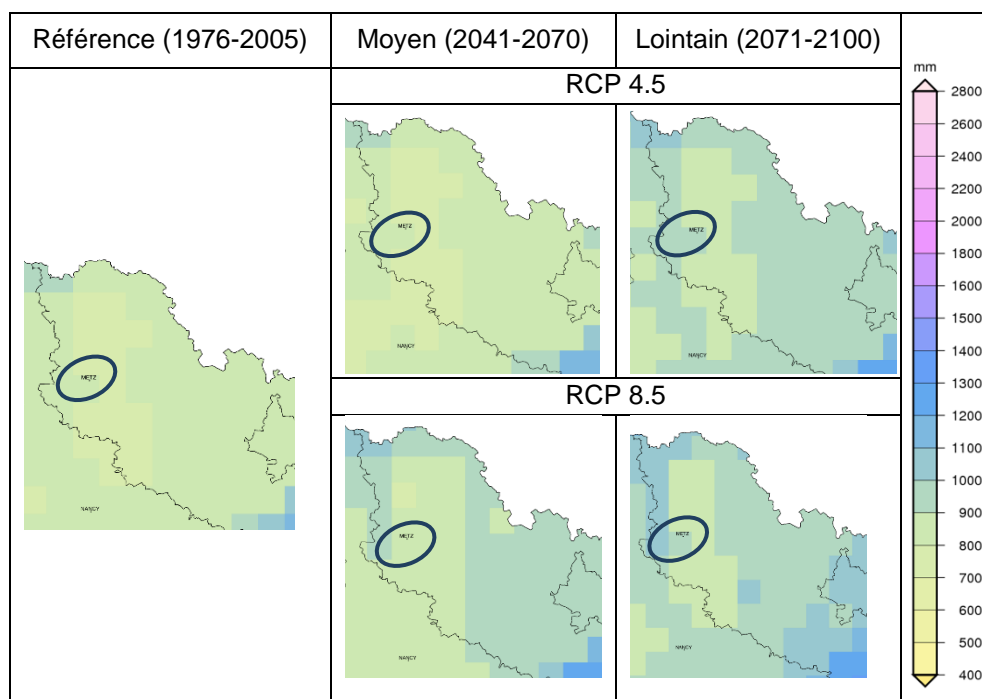 Référence (1976-2005)
Moyen (2041-2070)
Lointain (2071-2100)
RCP 4.5
METZ
NANCY
METZ
NANCY
METZ
NANCY
RCP 8.5
METZ
NANCY
METZ
NANCY
mm
2800
2600
2400
2200
2000
1800
1600
1500
1400
1300
1200
1100
1000
900
800
700
600
500
400